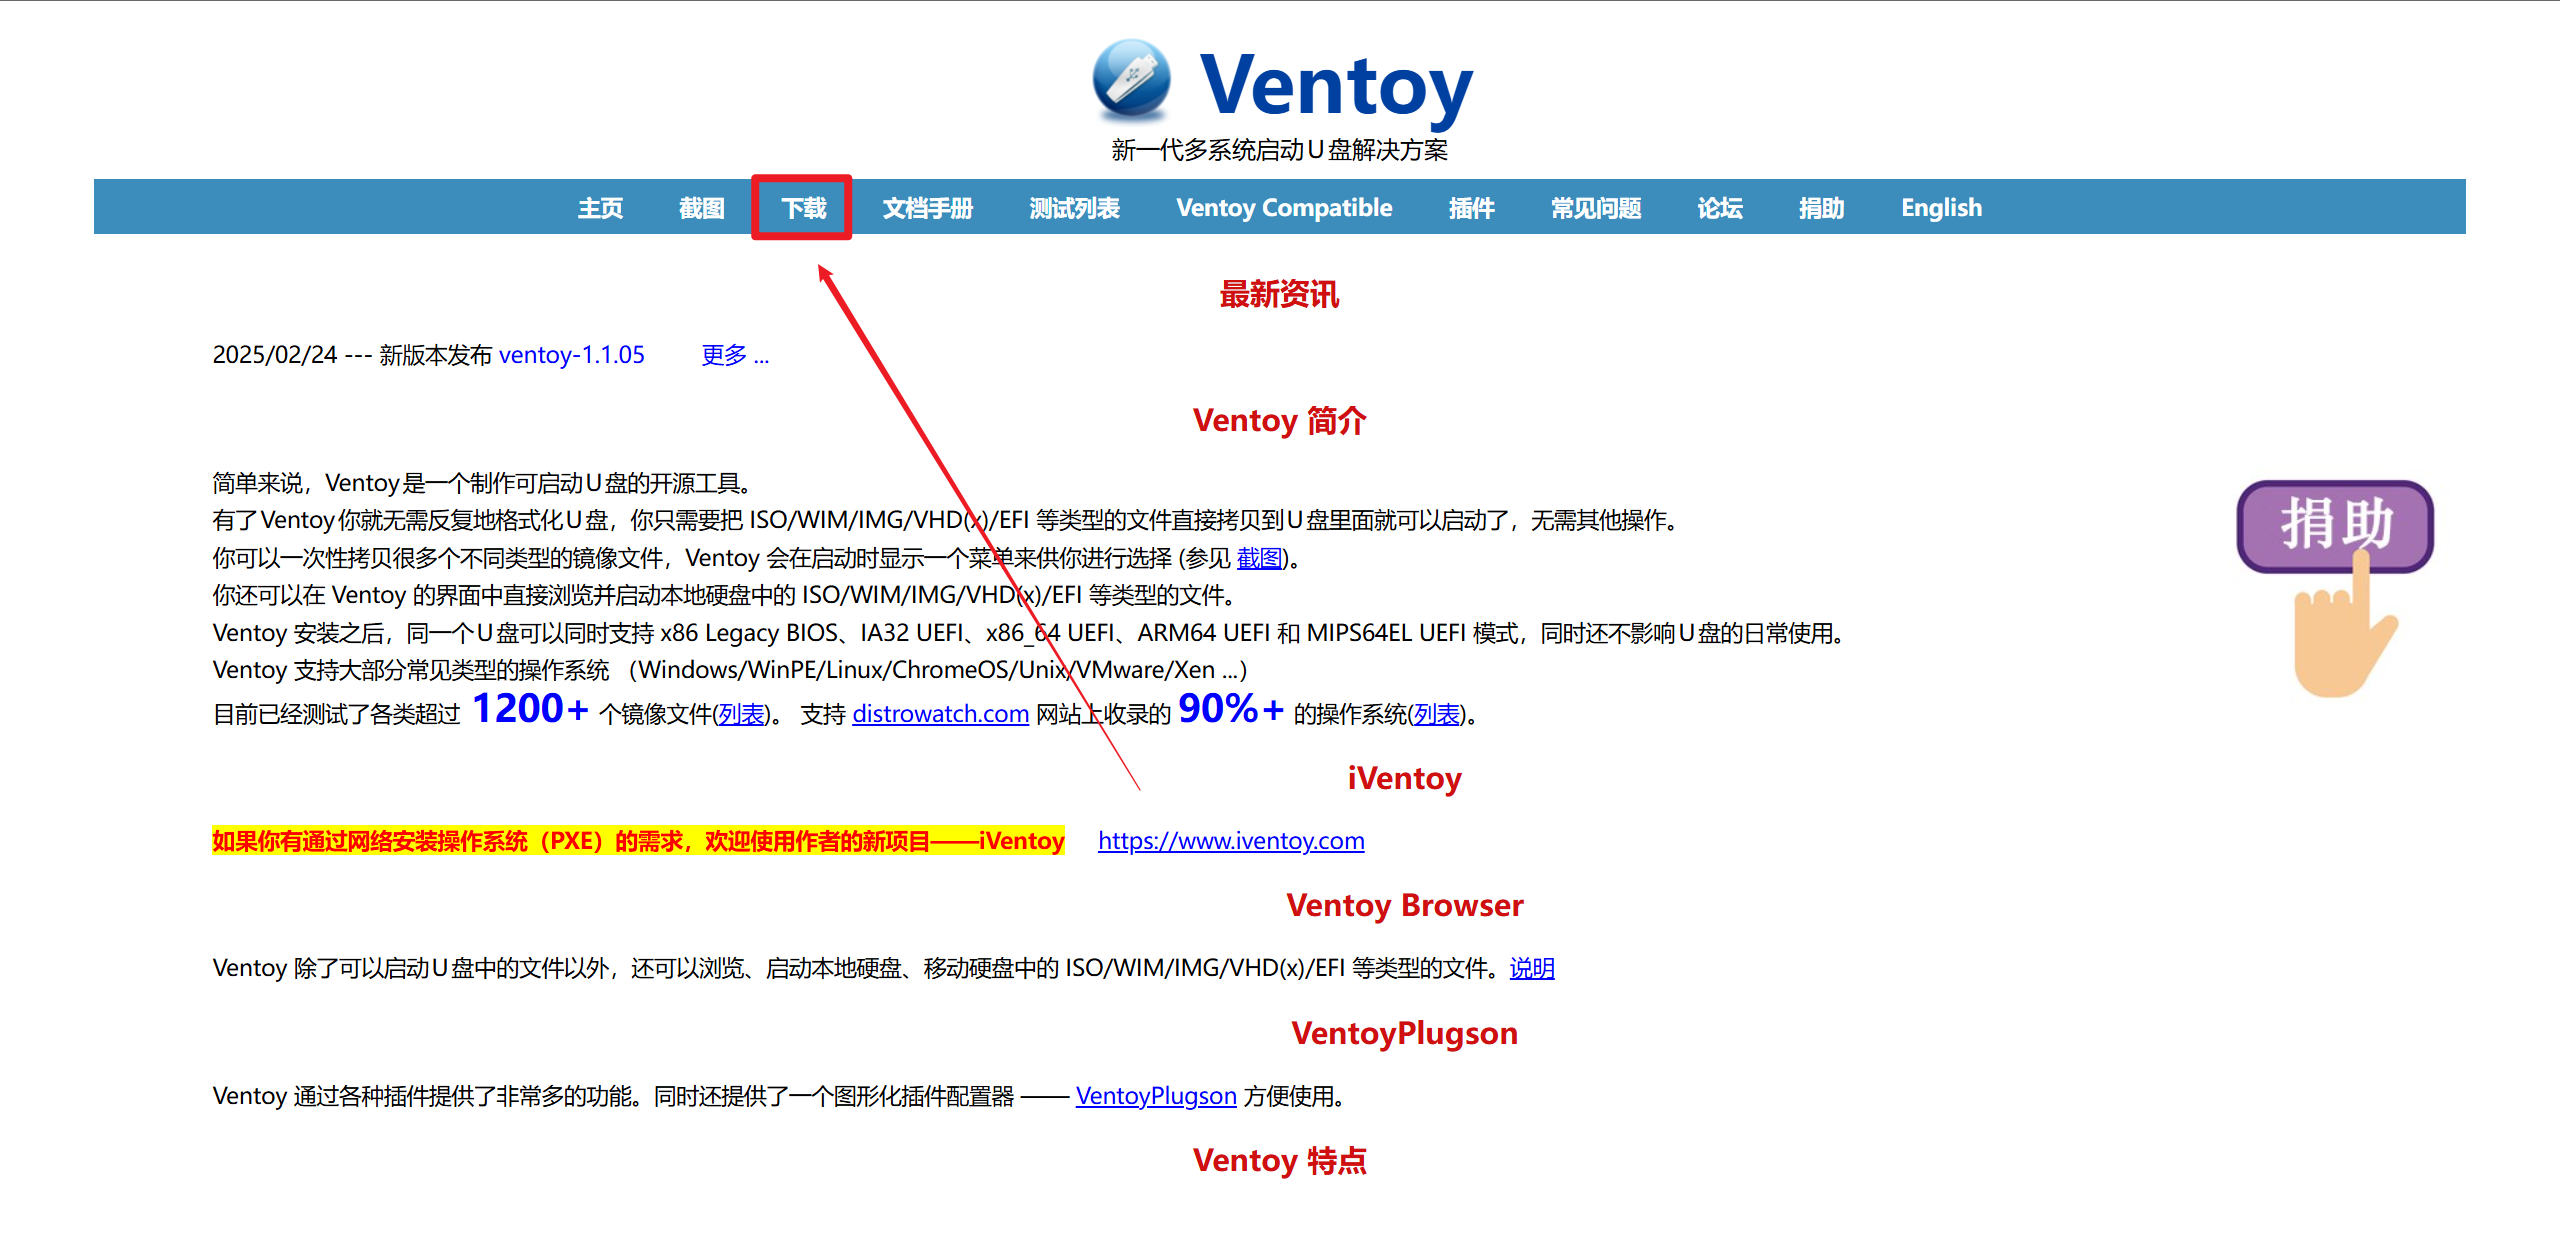 Ventoy
新一代多系统启动U盘解决方案
主页 截图 下载 文档手册 测试列表 Ventoy Compatible 插件 常见问题 论坛 捐助 English
最新资讯
2025/02/24 --- 新版本发布 ventoy-1.1.05 更多 ...
Ventoy 简介
简单来说，Ventoy是一个制作可启动U盘的开源工具。
有了Ventoy你就无需反复地格式化U盘，你只需要把 ISO/WIM/IMG/VHD(x)/EFI 等类型的文件直接拷贝到U盘里面就可以启动了，无需其他操作。
你可以一次性拷贝很多个不同类型的镜像文件，Ventoy 会在启动时显示一个菜单来供你进行选择 (参见 截图)。
你还可以在 Ventoy 的界面中直接浏览并启动本地硬盘中的 ISO/WIM/IMG/VHD(x)/EFI 等类型的文件。
Ventoy 安装之后，同一个U盘可以同时支持 x86 Legacy BIOS、IA32 UEFI、x86_64 UEFI、ARM64 UEFI 和 MIPS64EL UEFI 模式，同时还不影响U盘的日常使用。
Ventoy 支持大部分常见类型的操作系统 （Windows/WinPE/Linux/ChromeOS/Unix/VMware/Xen ...）
目前已经测试了各类超过 1200+ 个镜像文件(列表)。 支持 distrowatch.com 网站上收录的 90%+ 的操作系统(列表)。
捐助
iVentoy
如果你有通过网络安装操作系统（PXE）的需求，欢迎使用作者的新项目——iVentoy https://www.iventoy.com
Ventoy Browser
Ventoy 除了可以启动U盘中的文件以外，还可以浏览、启动本地硬盘、移动硬盘中的 ISO/WIM/IMG/VHD(x)/EFI 等类型的文件。说明
VentoyPlugson
Ventoy 通过各种插件提供了非常多的功能。同时还提供了一个图形化插件配置器 —— VentoyPlugson 方便使用。
Ventoy 特点